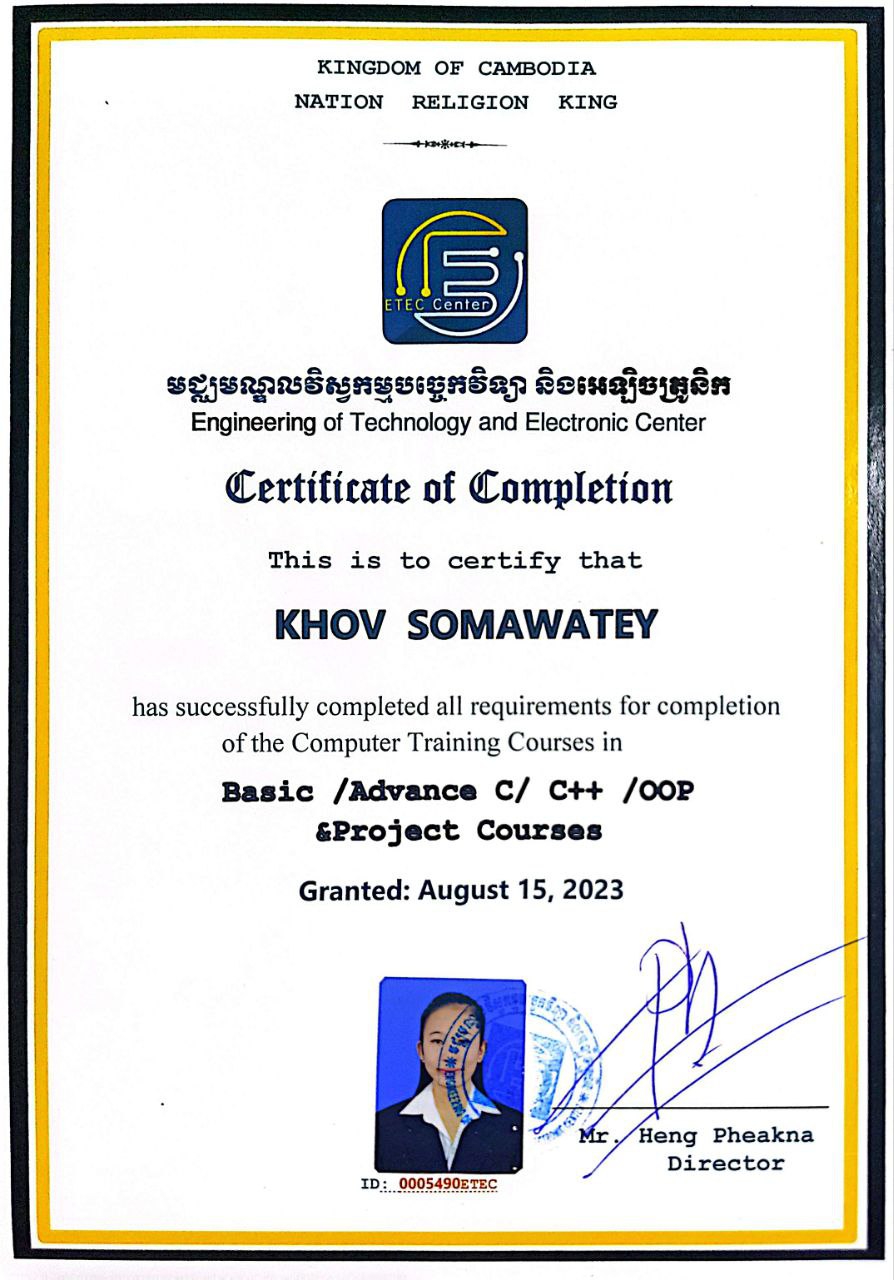 KINGDOM OF CAMBODIA
NATION RELIGION KING
ETEC Center
មជ្ឈមណ្ឌលវិស្វកម្មបច្ចេកវិទ្យា និងអេឡិចត្រូនិក
Engineering of Technology and Electronic Center
Certificate of Completion
This is to certify that
KHOV SOMAWATEY
has successfully completed all requirements for completion
of the Computer Training Courses in
Basic /Advance C/ C++ /OOP
&Project Courses
Granted: August 15, 2023
Mr. Heng Pheakna
Director
ID: 0005490ETEC